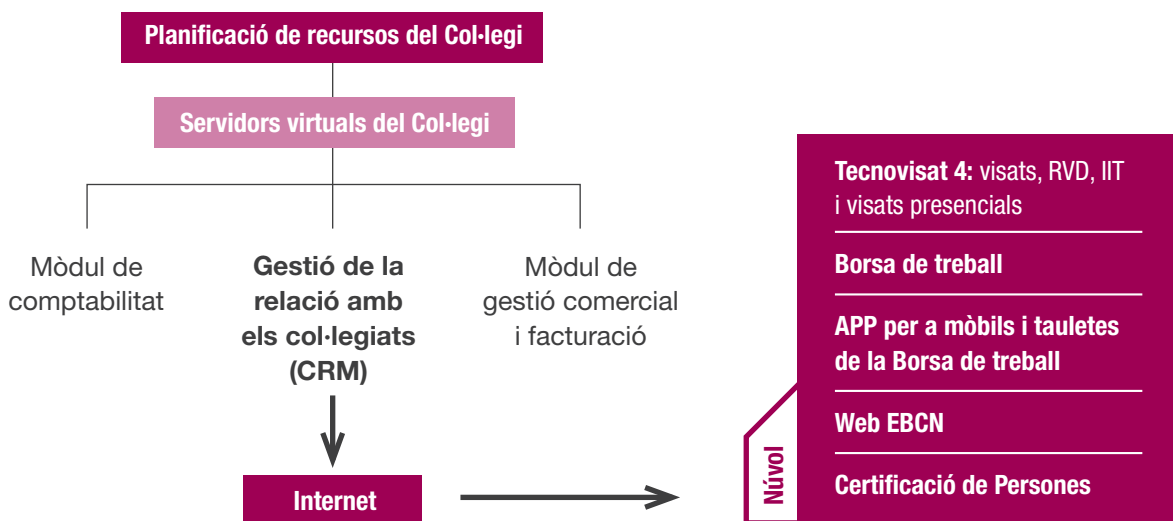 Planificació de recursos del Col·legi
Servidors virtuals del Col·legi
Mòdul de
comptabilitat
Gestió de la
relació amb
els col·legiats
(CRM)
Mòdul de
gestió comercial
i facturació
Internet
Núvol
Tecnovisat 4: visats, RVD, IIT
i visats presencials
Borsa de treball
APP per a mòbils i tauletes
de la Borsa de treball
Web EBCN
Certificació de Persones